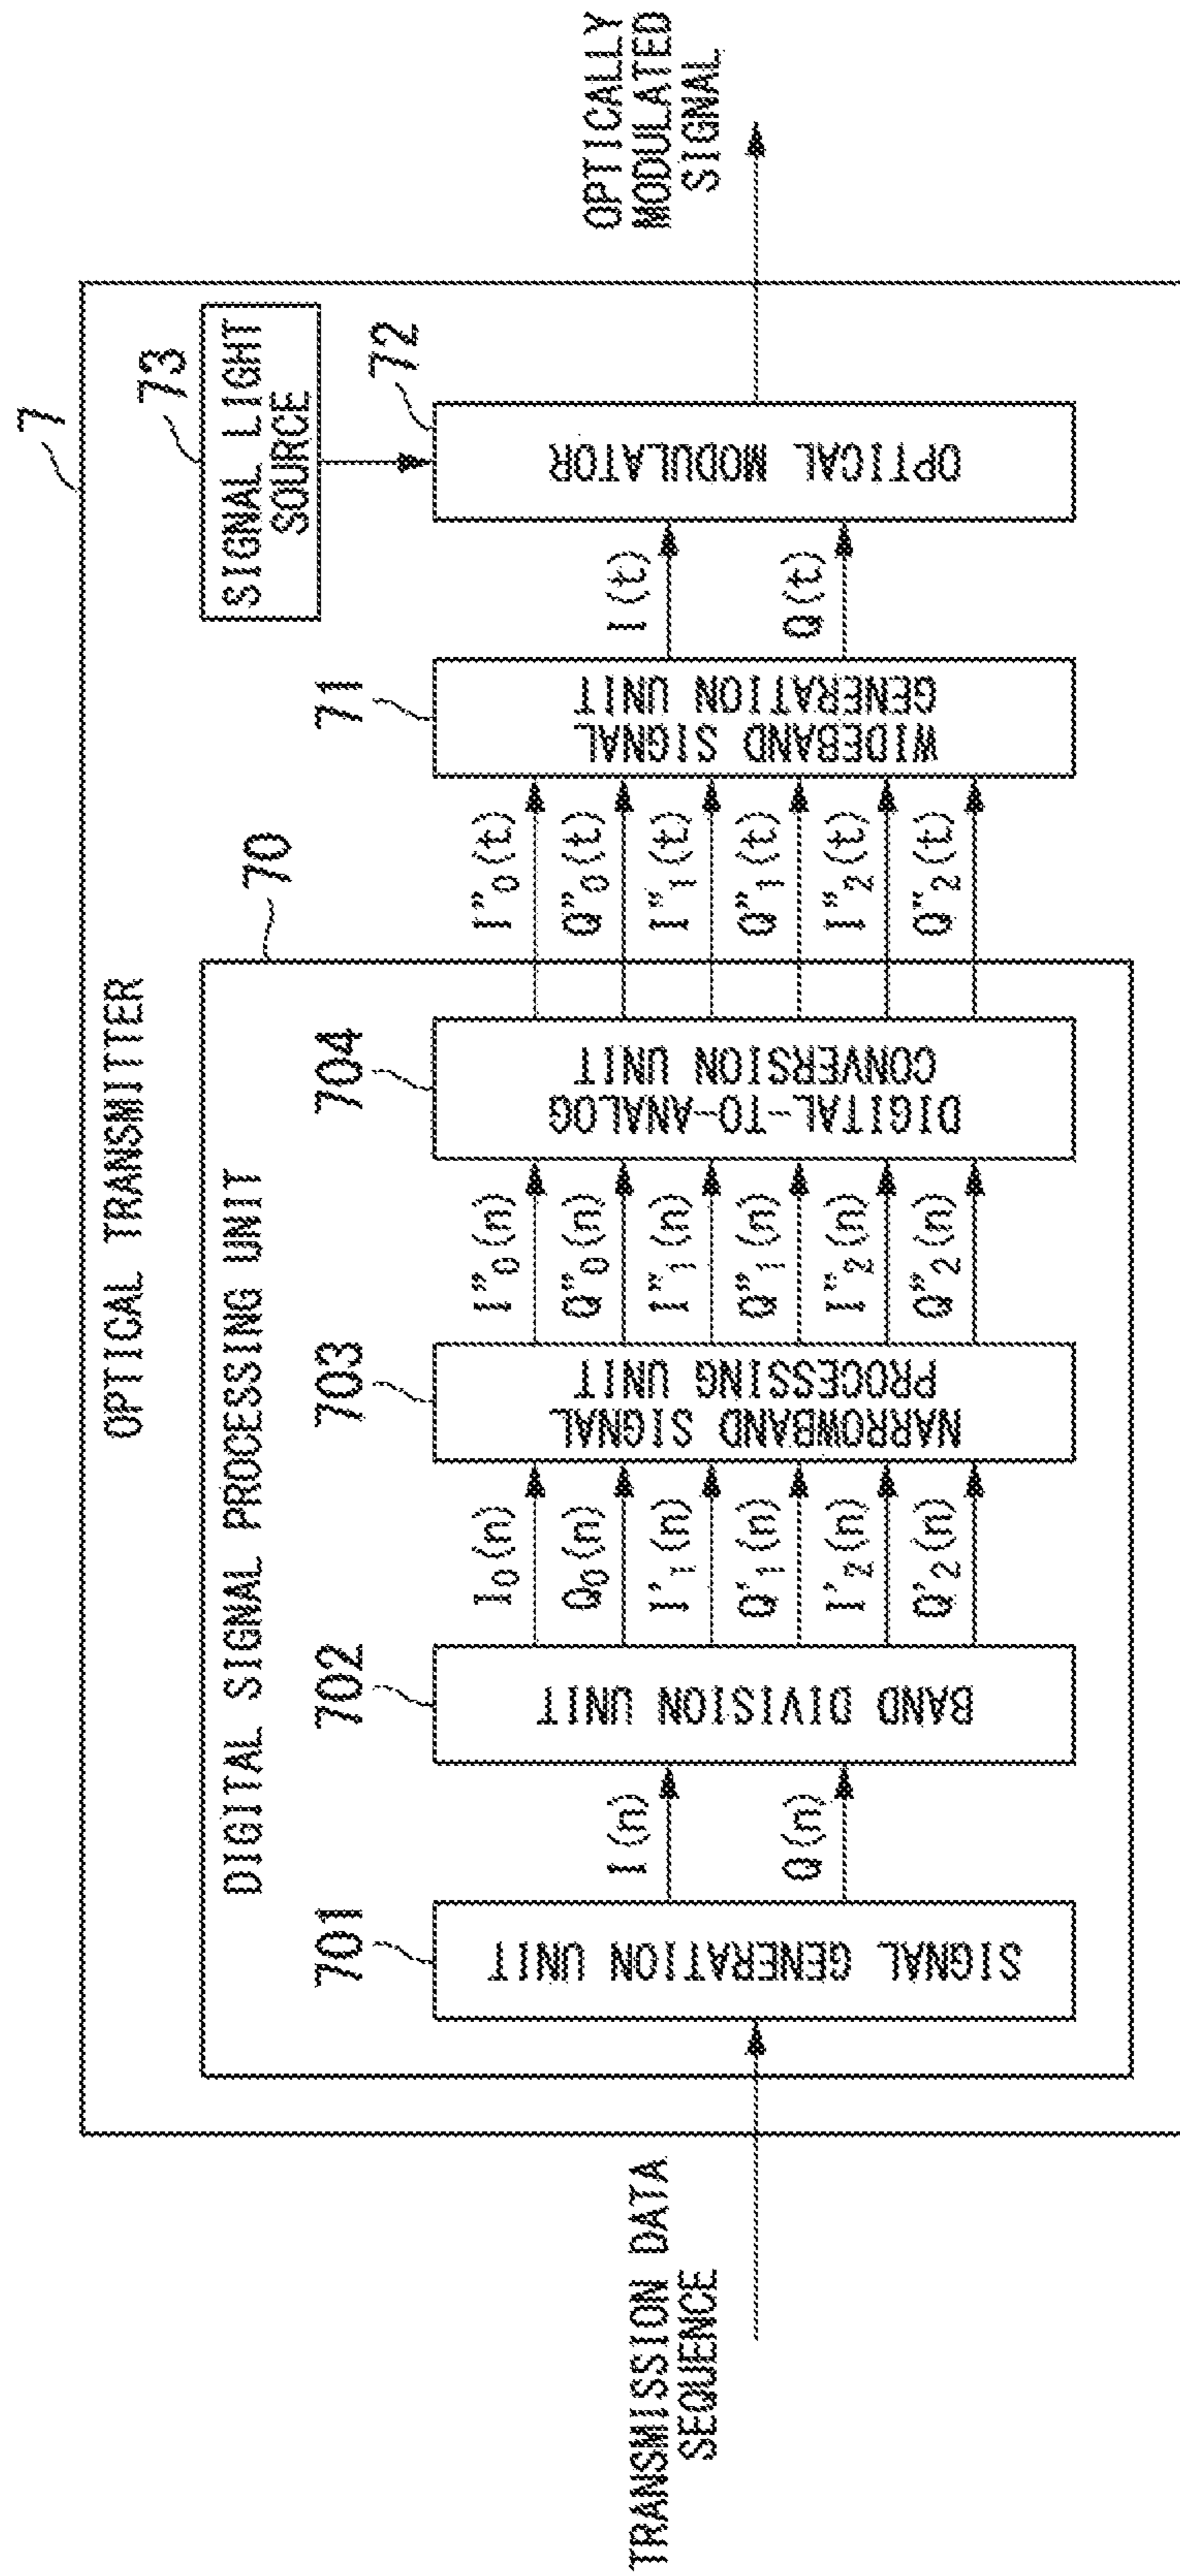 7
OPTICAL TRANSMITTER
70
DIGITAL SIGNAL PROCESSING UNIT
TRANSMISSION DATA
SEQUENCE
701
SIGNAL GENERATION UNIT
I(n)
Q(n)
702
BAND DIVISION UNIT
I₀(n)
Q₀(n)
I'₁(n)
Q'₁(n)
I'₂(n)
Q'₂(n)
703
NARROWBAND SIGNAL
PROCESSING UNIT
I"₀(n)
Q"₀(n)
I"₁(n)
Q"₁(n)
I"₂(n)
Q"₂(n)
704
DIGITAL-TO-ANALOG
CONVERSION UNIT
I"₀(t)
Q"₀(t)
I"₁(t)
Q"₁(t)
I"₂(t)
Q"₂(t)
71
WIDEBAND SIGNAL
GENERATION UNIT
I(t)
Q(t)
73
SIGNAL LIGHT
SOURCE
72
OPTICAL MODULATOR
OPTICALLY
MODULATED
SIGNAL